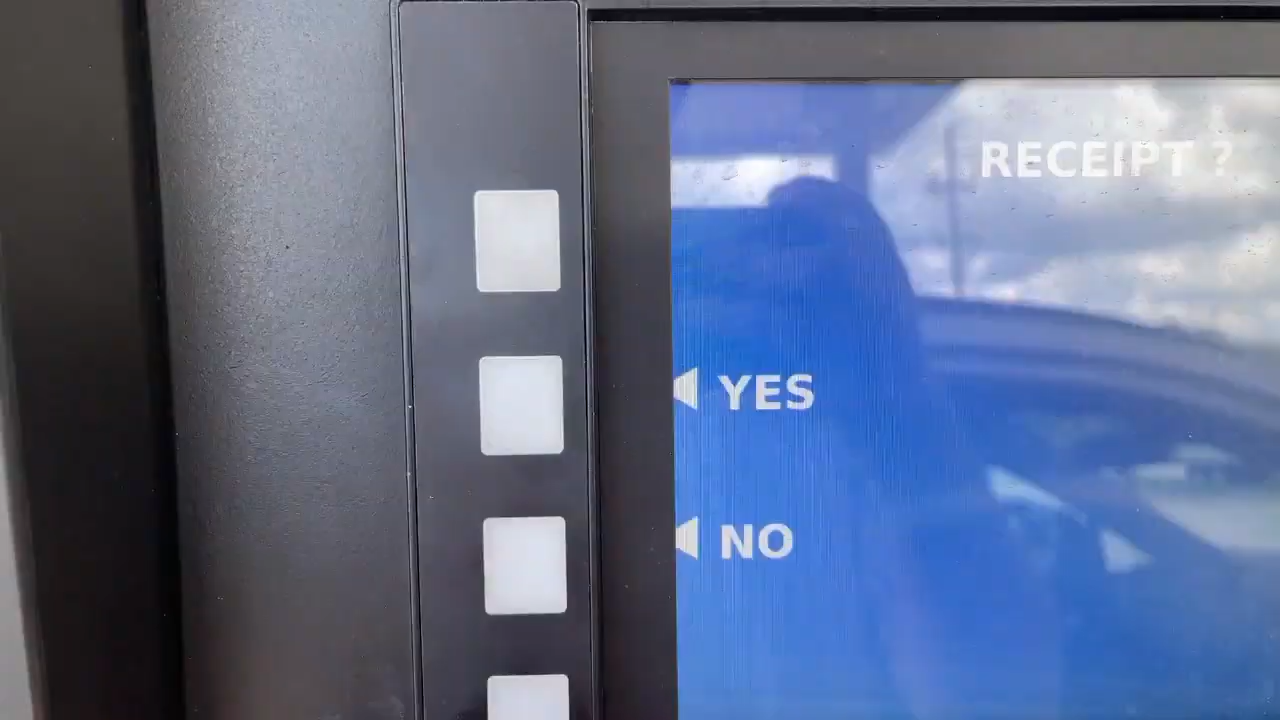 RECEIPT ?
YES
NO